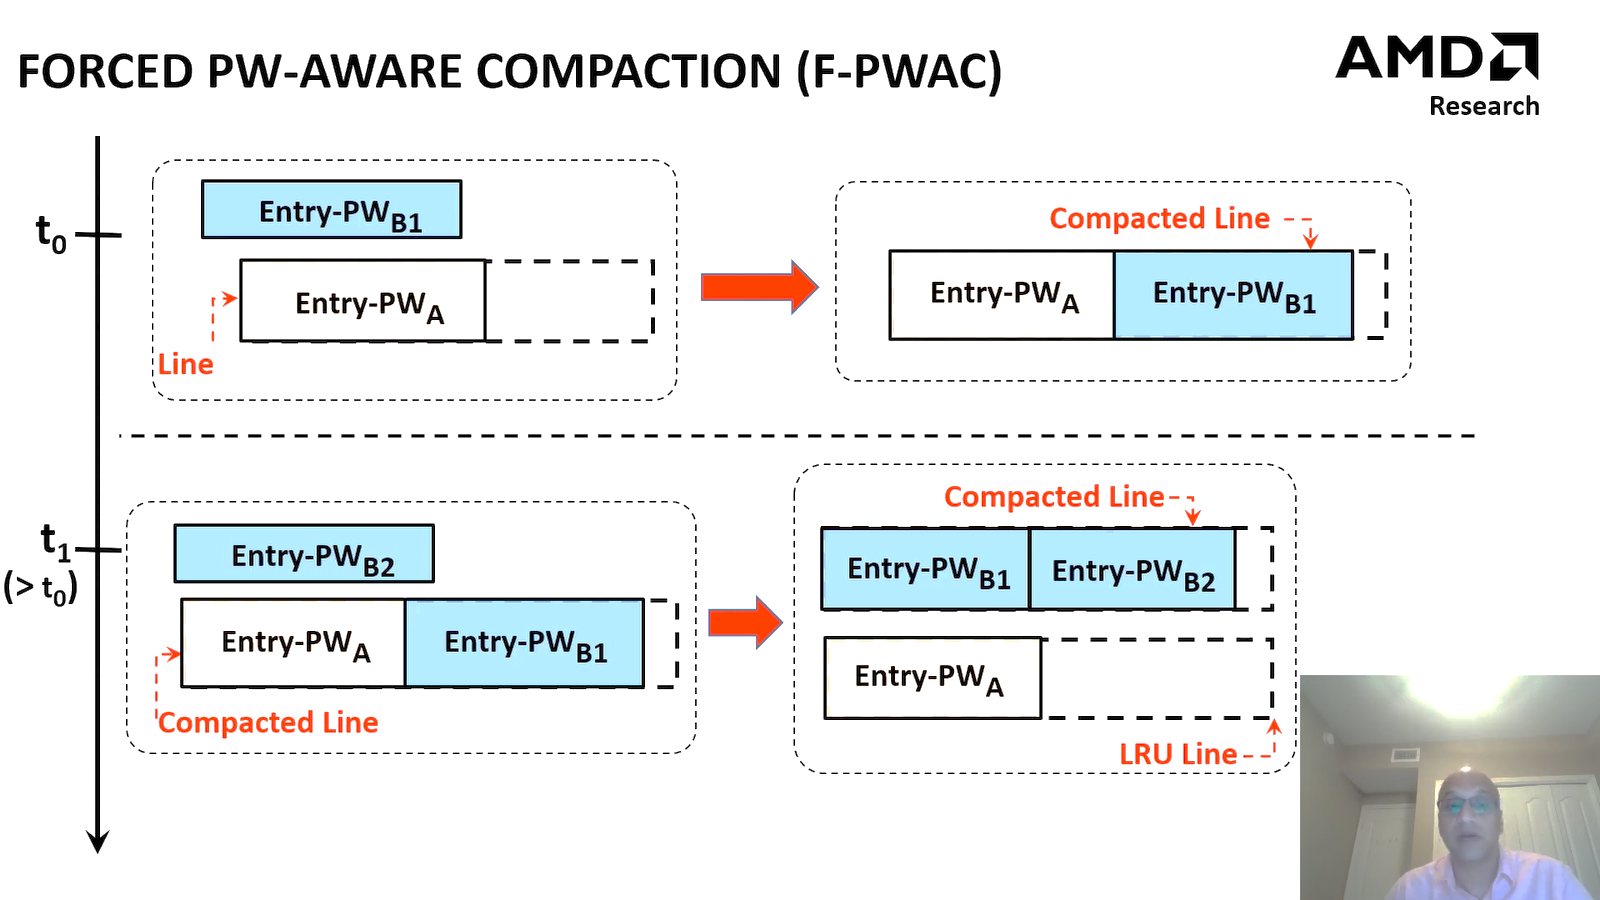 FORCED PW-AWARE COMPACTION (F-PWAC)
AMD
Research
t0
Entry-PWB1
Entry-PWA
Line
Compacted Line
Entry-PWA
Entry-PWB1
t1
(> t0)
Entry-PWB2
Entry-PWA
Entry-PWB1
Compacted Line
Compacted Line
Entry-PWB1
Entry-PWB2
Entry-PWA
LRU Line